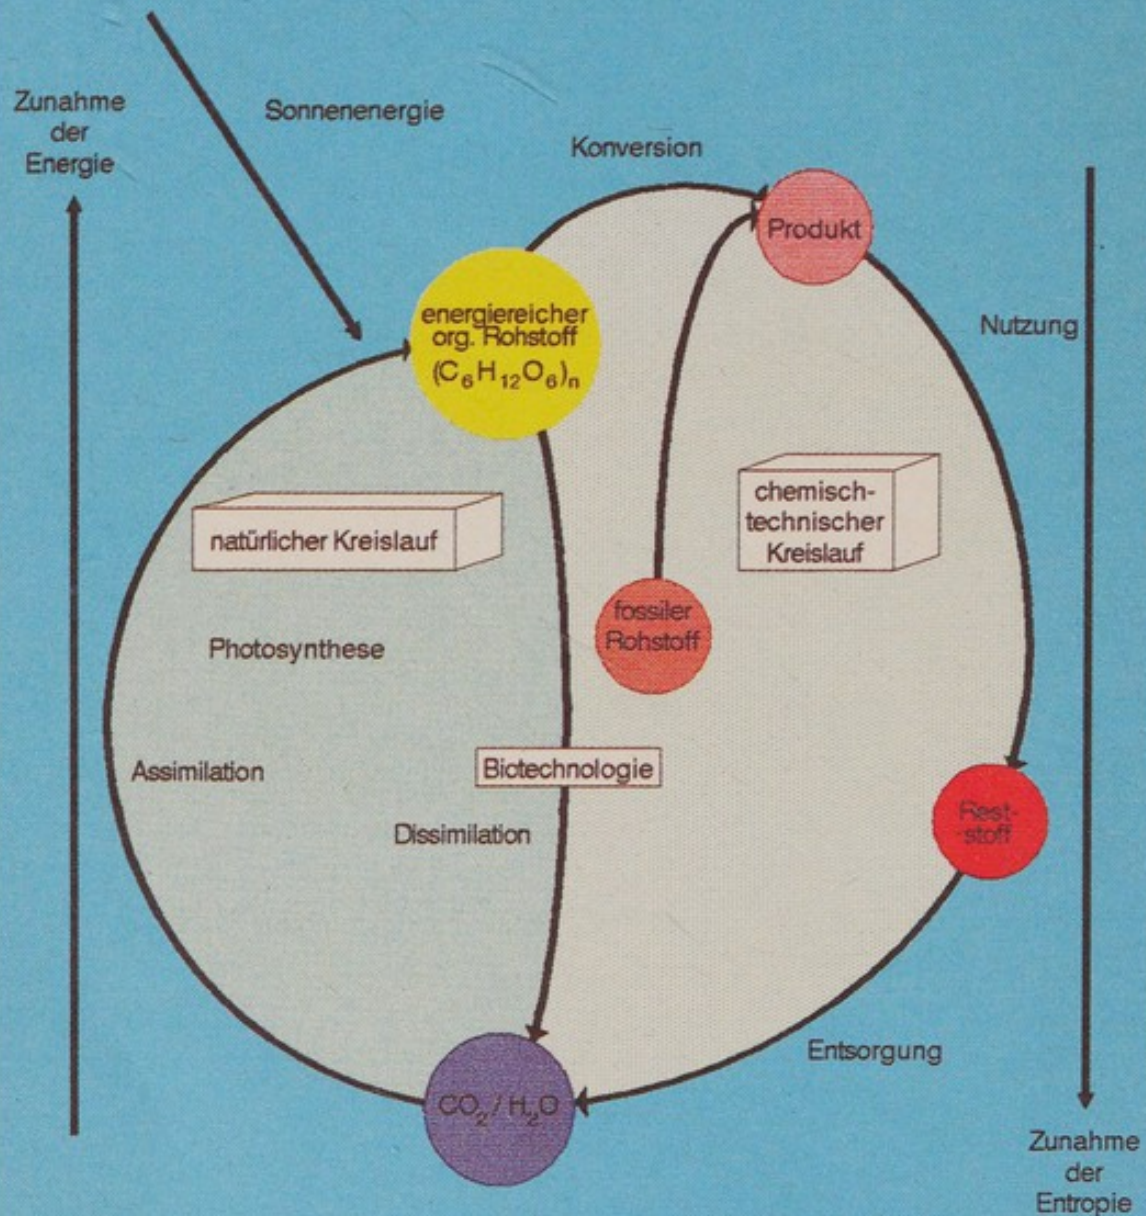 Zunahme
der
Energie
Sonnenenergie
Konversion
Produkt
energiereicher
org. Rohstoff
(C₆H₁₂O₆)ₙ
Nutzung
natürlicher Kreislauf
chemisch-
technischer
Kreislauf
fossiler
Rohstoff
Photosynthese
Assimilation
Biotechnologie
Dissimilation
Rest-
-stoff
Entsorgung
CO₂/H₂O
Zunahme
der
Entropie